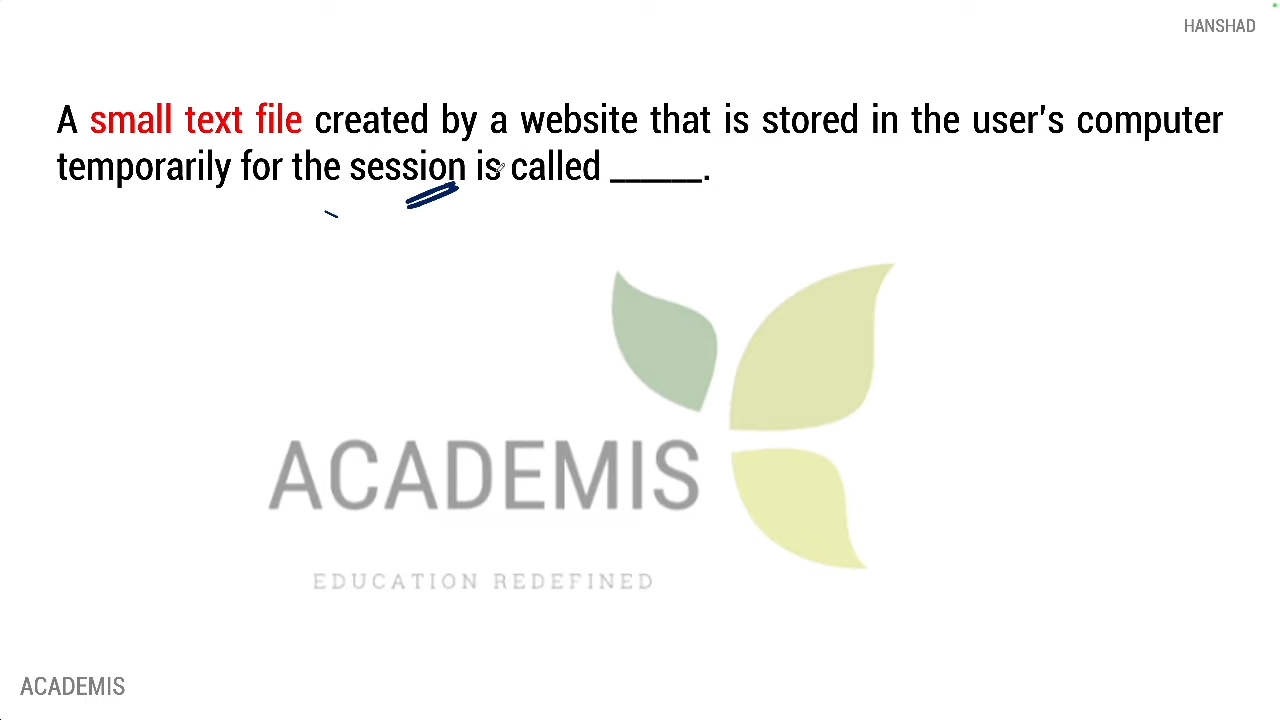 HANSHAD
A small text file created by a website that is stored in the user's computer
temporarily for the session is called ______.
ACADEMIS
EDUCATION REDEFINED
ACADEMIS